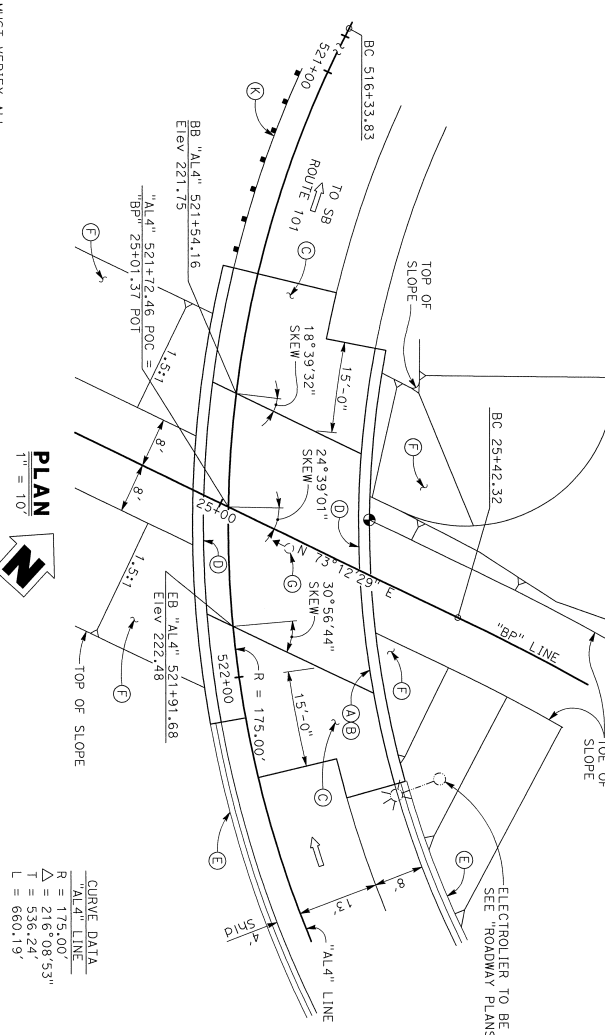 MUST VERIFY ALL
BC 516+33.83
521+00
K
TO SB
ROUTE 101
BB "AL4" 521+54.16
Elev 221.75
"AL4" 521+72.46 POC =
"BP" 25+01.37 POT
C
TOP OF
SLOPE
F
18°39'32"
SKEW
15'-0"
F
BC 25+42.32
1.5:1
8'
8'
24°39'01"
SKEW
D
25+00
N 73°12'29" E
G
D
"BP" LINE
PLAN
1" = 10'
N
1.5:1
30°56'44"
SKEW
EB "AL4" 521+91.68
Elev 222.48
F
F
TOE OF
SLOPE
TOP OF SLOPE
522+00
R = 175.00'
15'-0"
A B
C
E
E
ELECTROLIER TO BE
SEE "ROADWAY PLANS
8'
13'
4'
Shld
"AL4" LINE
CURVE DATA
"AL4" LINE
R = 175.00'
△ = 216°08'53"
T = 536.24'
L = 660.19'